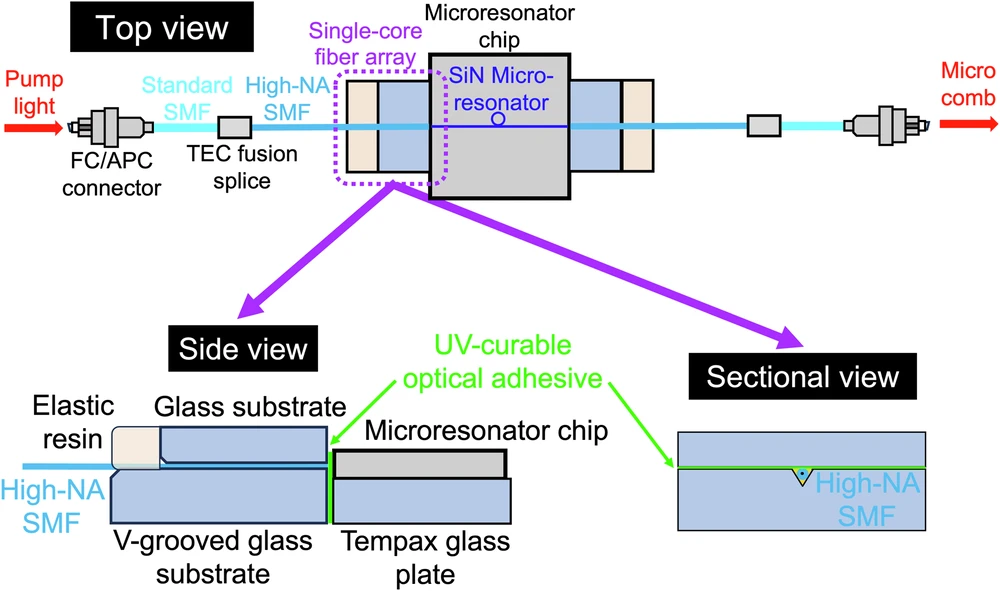 Top view
Single-core
fiber array
Microresonator
chip
Pump
light
Standard
SMF
High-NA
SMF
SiN Micro-
resonator
Micro
comb
FC/APC
connector
TEC fusion
splice
Side view
UV-curable
optical adhesive
Sectional view
Elastic
resin
Glass substrate
Microresonator chip
High-NA
SMF
V-grooved glass
substrate
Tempax glass
plate
High-NA
SMF